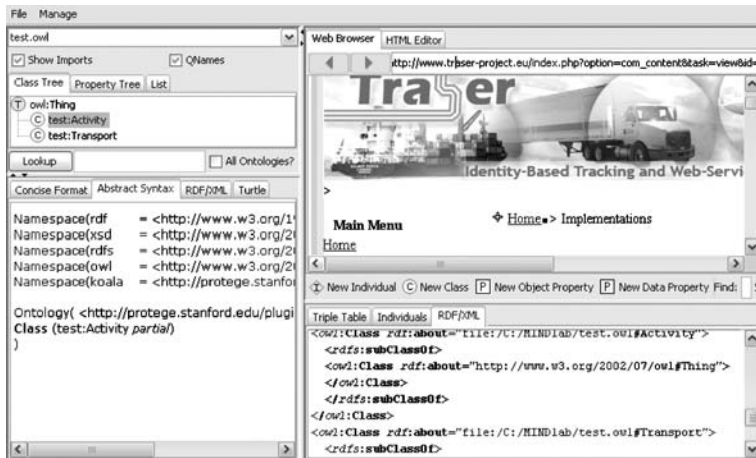 File Manage
test.owl
Show Imports QNames
Class Tree Property Tree List
owl:Thing
test:Activity
test:Transport
Lookup All Ontologies?
Concise Format Abstract Syntax RDF/XML Turtle
Namespace(rdf = <http://www.w3.org/19
Namespace(xsd = <http://www.w3.org/20
Namespace(rdfs = <http://www.w3.org/20
Namespace(owl = <http://www.w3.org/20
Namespace(koala = <http://protege.stanfor
Ontology( <http://protege.stanford.edu/plugi
Class (test:Activity partial)
)
Web Browser HTML Editor
http://www.traser-project.eu/index.php?option=com_content&task=view&id=
Traser
Identity-Based Tracking and Web-Servi
>
Main Menu
Home > Implementations
Home
New Individual New Class New Object Property New Data Property Find:
Triple Table Individuals RDF/XML
<owl:Class rdf:about="file:/C:/MINDlab/test.owl#Activity">
<rdfs:subClassOf>
<owl:Class rdf:about="http://www.w3.org/2002/07/owl#Thing">
</owl:Class>
</rdfs:subClassOf>
</owl:Class>
<owl:Class rdf:about="file:/C:/MINDlab/test.owl#Transport">
<rdfs:subClassOf>